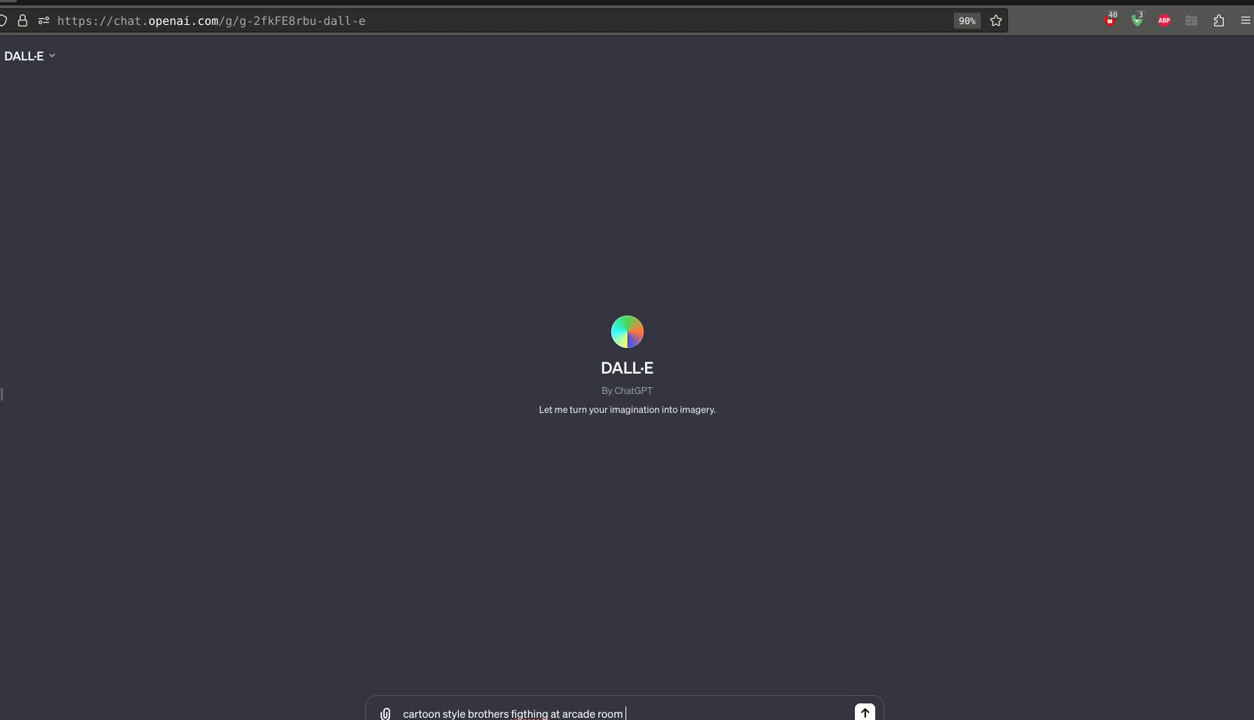 https://chat.openai.com/g/g-2fkFE8rbu-dall-e
90%
40
3
ABP
DALL·E
DALL·E
By ChatGPT
Let me turn your imagination into imagery.
cartoon style brothers figthing at arcade room